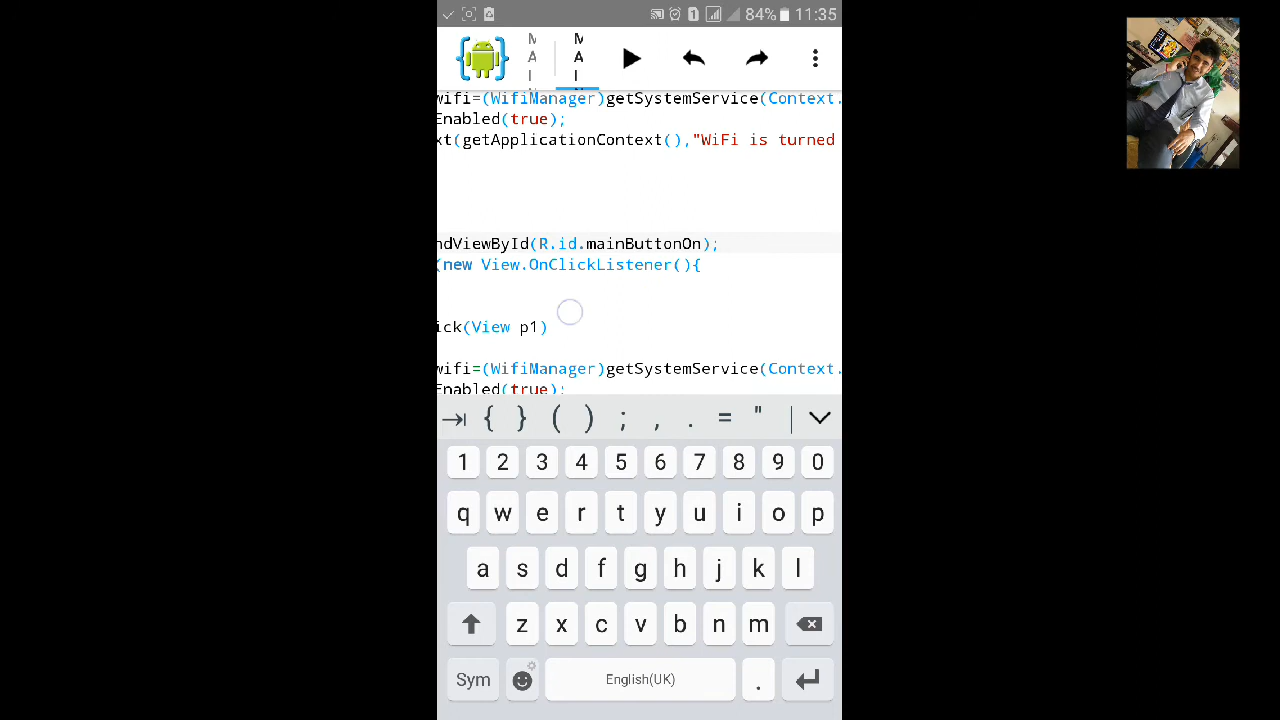 1 84% 11:35
M A I N M A I N
wifi=(WifiManager)getSystemService(Context.
Enabled(true);
xt(getApplicationContext(),"WiFi is turned
ndViewById(R.id.mainButtonOn);
(new View.OnClickListener(){
ick(View p1)
wifi=(WifiManager)getSystemService(Context.
Enabled(true);
{ } ( ) ; , . = " |
1 2 3 4 5 6 7 8 9 0
q w e r t y u i o p
a s d f g h j k l
z x c v b n m
Sym English(UK) .